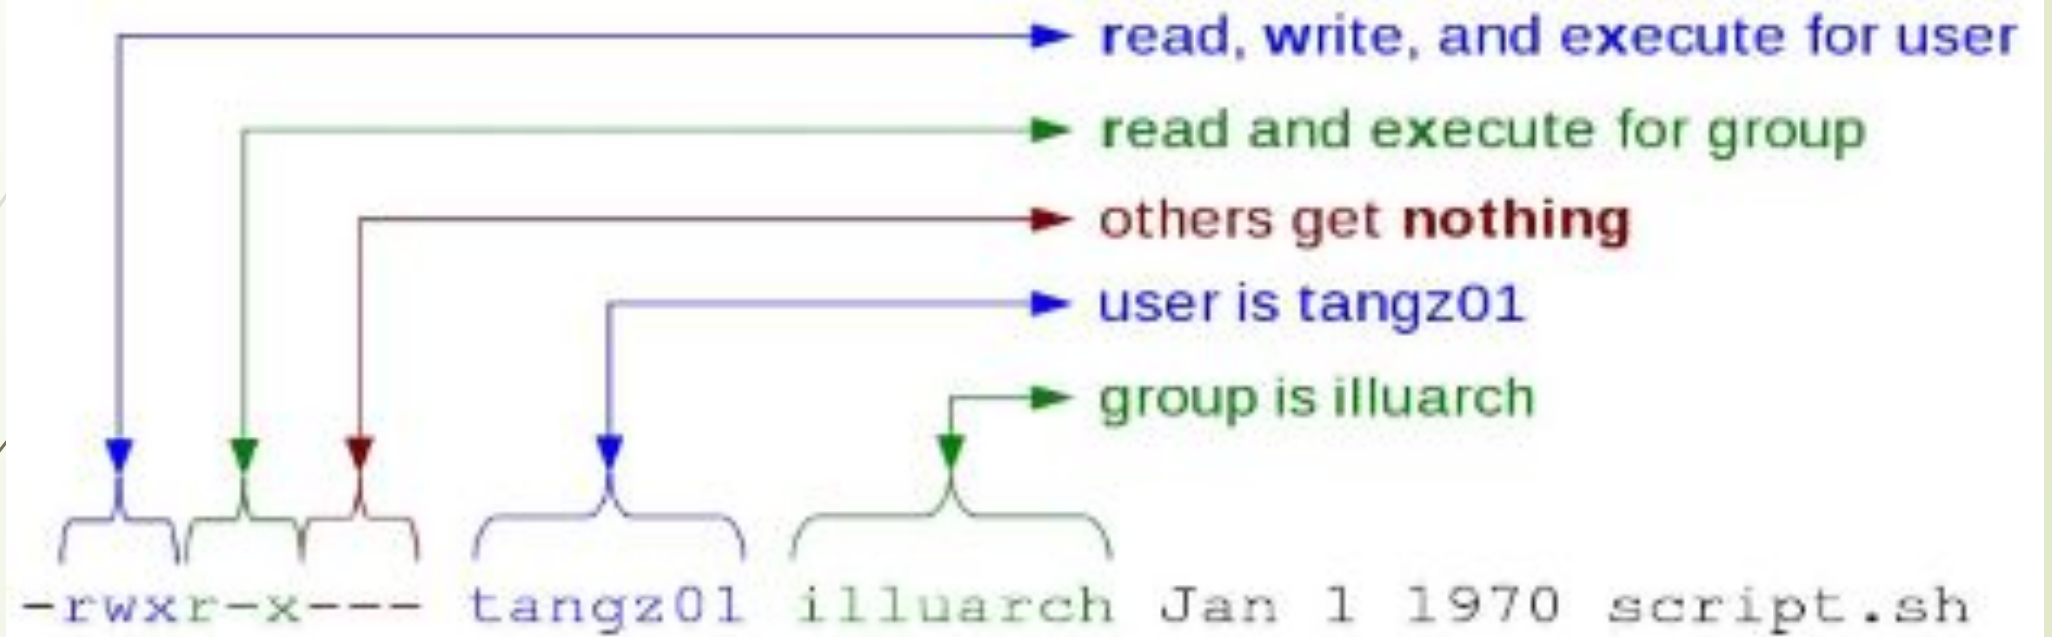 read, write, and execute for user
read and execute for group
others get nothing
user is tangz01
group is illuarch
-rwxr-x--- tangz01 illuarch Jan 1 1970 script.sh